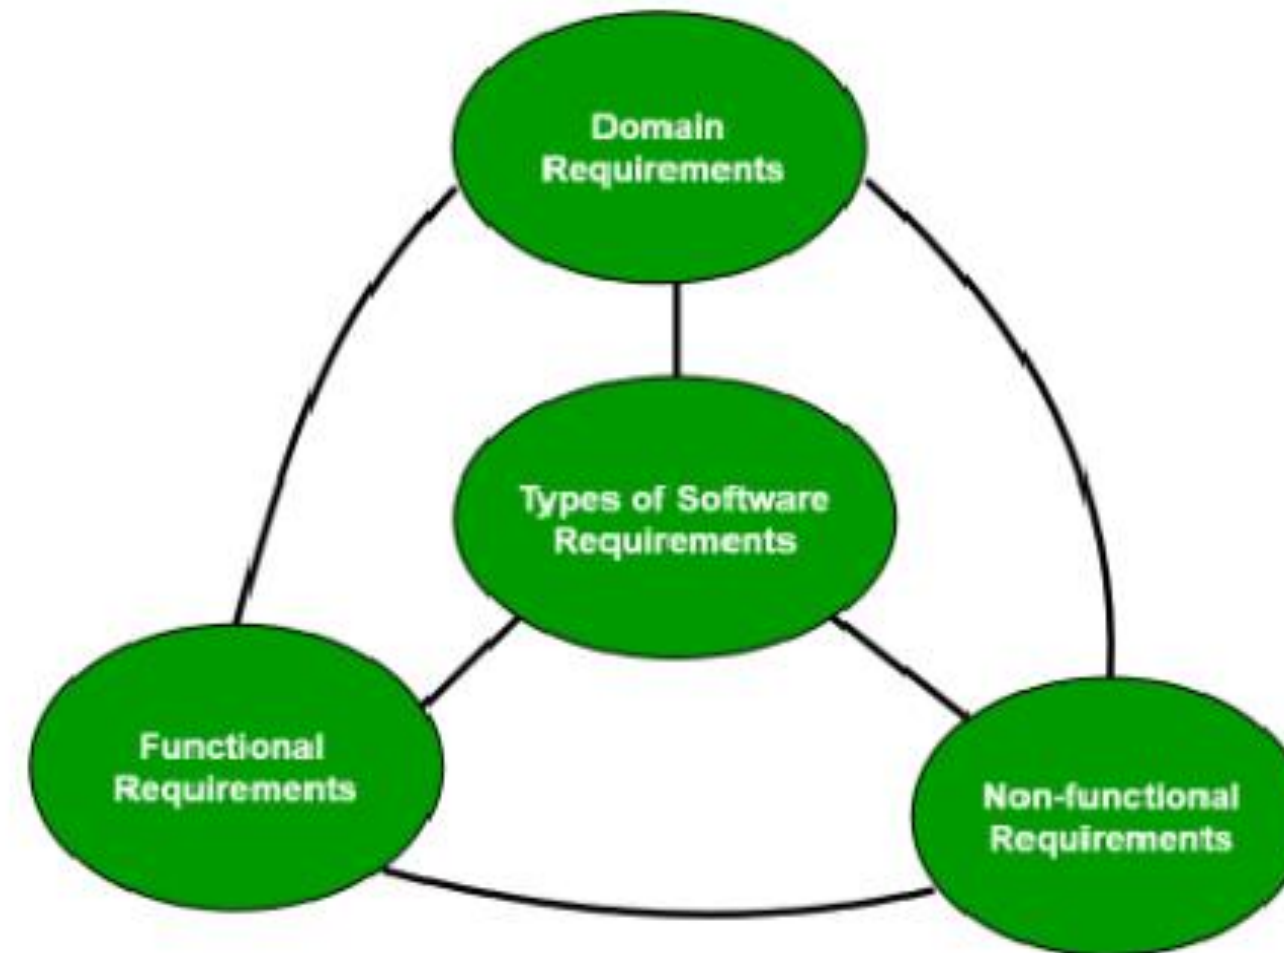 Domain
Requirements
Types of Software
Requirements
Functional
Requirements
Non-functional
Requirements